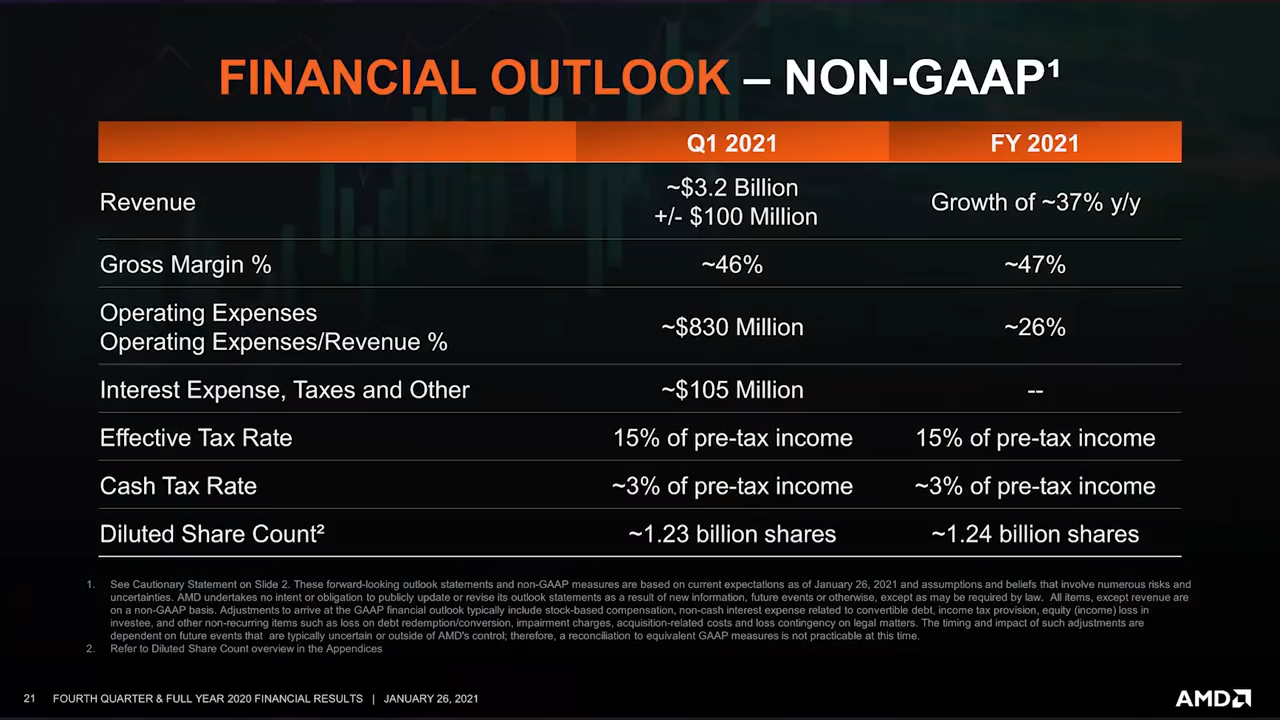 FINANCIAL OUTLOOK – NON-GAAP¹
Q1 2021 FY 2021
Revenue ~$3.2 Billion +/- $100 Million Growth of ~37% y/y
Gross Margin % ~46% ~47%
Operating Expenses
Operating Expenses/Revenue % ~$830 Million ~26%
Interest Expense, Taxes and Other ~$105 Million --
Effective Tax Rate 15% of pre-tax income 15% of pre-tax income
Cash Tax Rate ~3% of pre-tax income ~3% of pre-tax income
Diluted Share Count² ~1.23 billion shares ~1.24 billion shares
1. See Cautionary Statement on Slide 2. These forward-looking outlook statements and non-GAAP measures are based on current expectations as of January 26, 2021 and assumptions and beliefs that involve numerous risks and
uncertainties. AMD undertakes no intent or obligation to publicly update or revise its outlook statements as a result of new information, future events or otherwise, except as may be required by law. All items, except revenue are
on a non-GAAP basis. Adjustments to arrive at the GAAP financial outlook typically include stock-based compensation, non-cash interest expense related to convertible debt, income tax provision, equity (income) loss in
investee, and other non-recurring items such as loss on debt redemption/conversion, impairment charges, acquisition-related costs and loss contingency on legal matters. The timing and impact of such adjustments are
dependent on future events that are typically uncertain or outside of AMD's control; therefore, a reconciliation to equivalent GAAP measures is not practicable at this time.
2. Refer to Diluted Share Count overview in the Appendices
21 FOURTH QUARTER & FULL YEAR 2020 FINANCIAL RESULTS | JANUARY 26, 2021
AMD